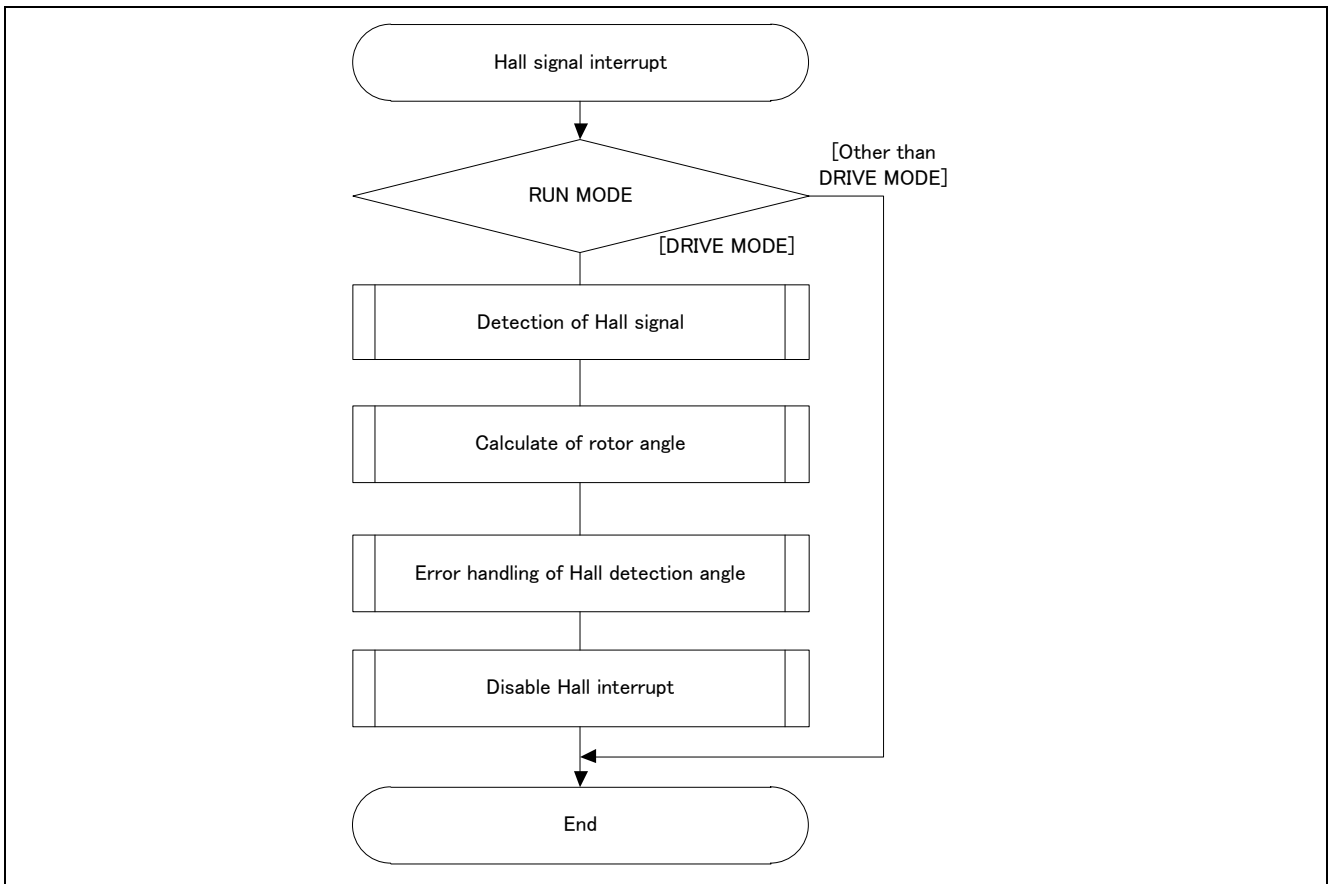 Hall signal interrupt
[Other than
DRIVE MODE]
RUN MODE
[DRIVE MODE]
Detection of Hall signal
Calculate of rotor angle
Error handling of Hall detection angle
Disable Hall interrupt
End